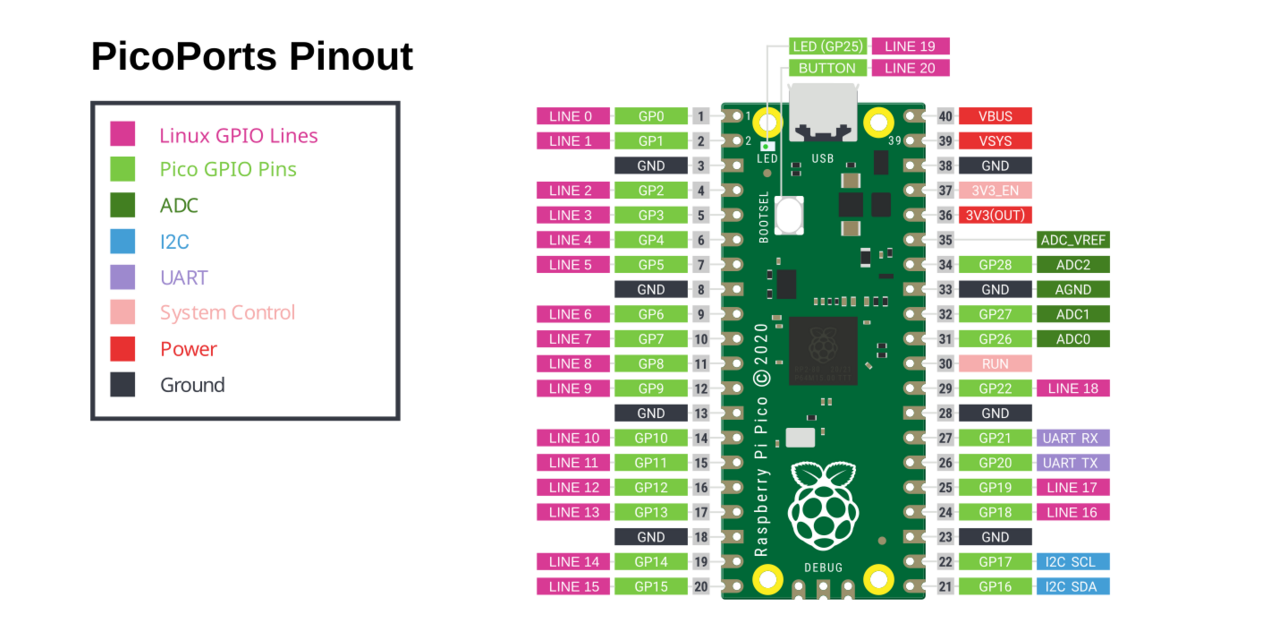 PicoPorts Pinout
Linux GPIO Lines
Pico GPIO Pins
ADC
I2C
UART
System Control
Power
Ground
LED (GP25) LINE 19
BUTTON LINE 20
LINE 0 GP0 1 1 40 VBUS
LINE 1 GP1 2 2 39 39 VSYS
LED USB
GND 3 38 GND
LINE 2 GP2 4 37 3V3_EN
LINE 3 GP3 5 36 3V3(OUT)
BOOTSEL
LINE 4 GP4 6 35 ADC_VREF
LINE 5 GP5 7 34 GP28 ADC2
GND 8 33 GND AGND
LINE 6 GP6 9 32 GP27 ADC1
LINE 7 GP7 10 31 GP26 ADC0
LINE 8 GP8 11 30 RUN
LINE 9 GP9 12 29 GP22 LINE 18
GND 13 28 GND
LINE 10 GP10 14 27 GP21 UART RX
LINE 11 GP11 15 26 GP20 UART TX
LINE 12 GP12 16 25 GP19 LINE 17
LINE 13 GP13 17 24 GP18 LINE 16
Raspberry Pi Pico © 2020
GND 18 23 GND
LINE 14 GP14 19 22 GP17 I2C SCL
DEBUG
LINE 15 GP15 20 21 GP16 I2C SDA